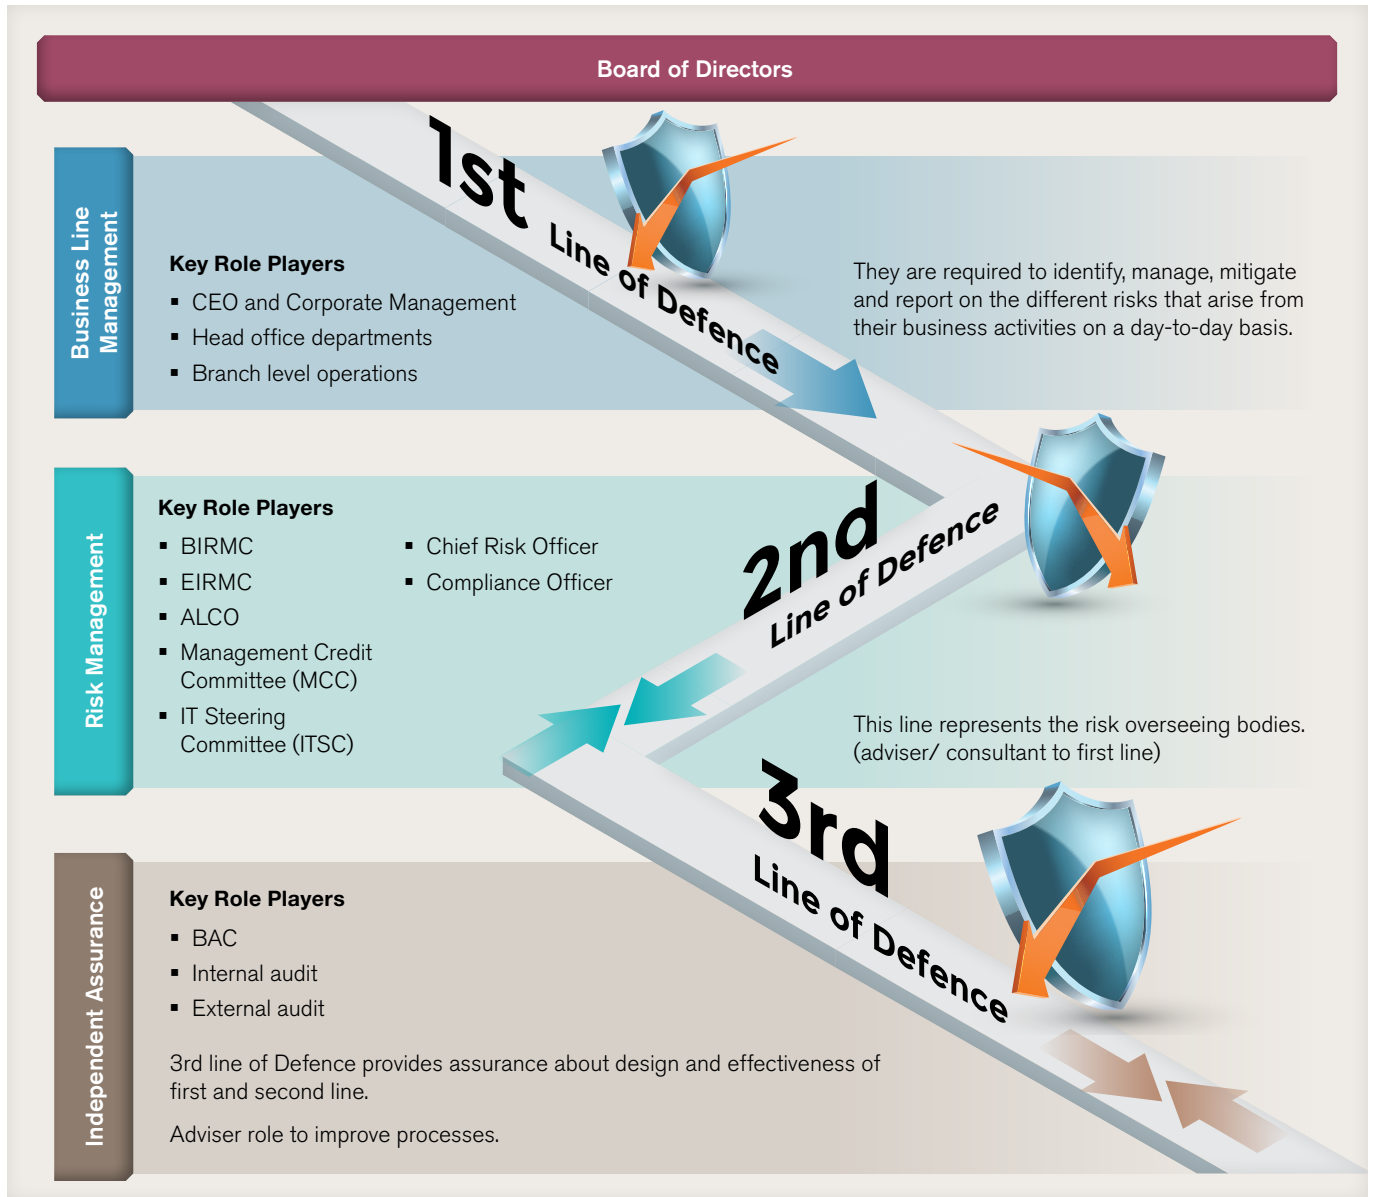 Board of Directors
Business Line
Management
1st
Line of Defence
Key Role Players
▪ CEO and Corporate Management
▪ Head office departments
▪ Branch level operations
They are required to identify, manage, mitigate
and report on the different risks that arise from
their business activities on a day-to-day basis.
Risk Management
2nd
Line of Defence
Key Role Players
▪ BIRMC
▪ EIRMC
▪ ALCO
▪ Management Credit
Committee (MCC)
▪ IT Steering
Committee (ITSC)
▪ Chief Risk Officer
▪ Compliance Officer
This line represents the risk overseeing bodies.
(adviser/ consultant to first line)
Independent Assurance
3rd
Line of Defence
Key Role Players
▪ BAC
▪ Internal audit
▪ External audit
3rd line of Defence provides assurance about design and effectiveness of
first and second line.
Adviser role to improve processes.